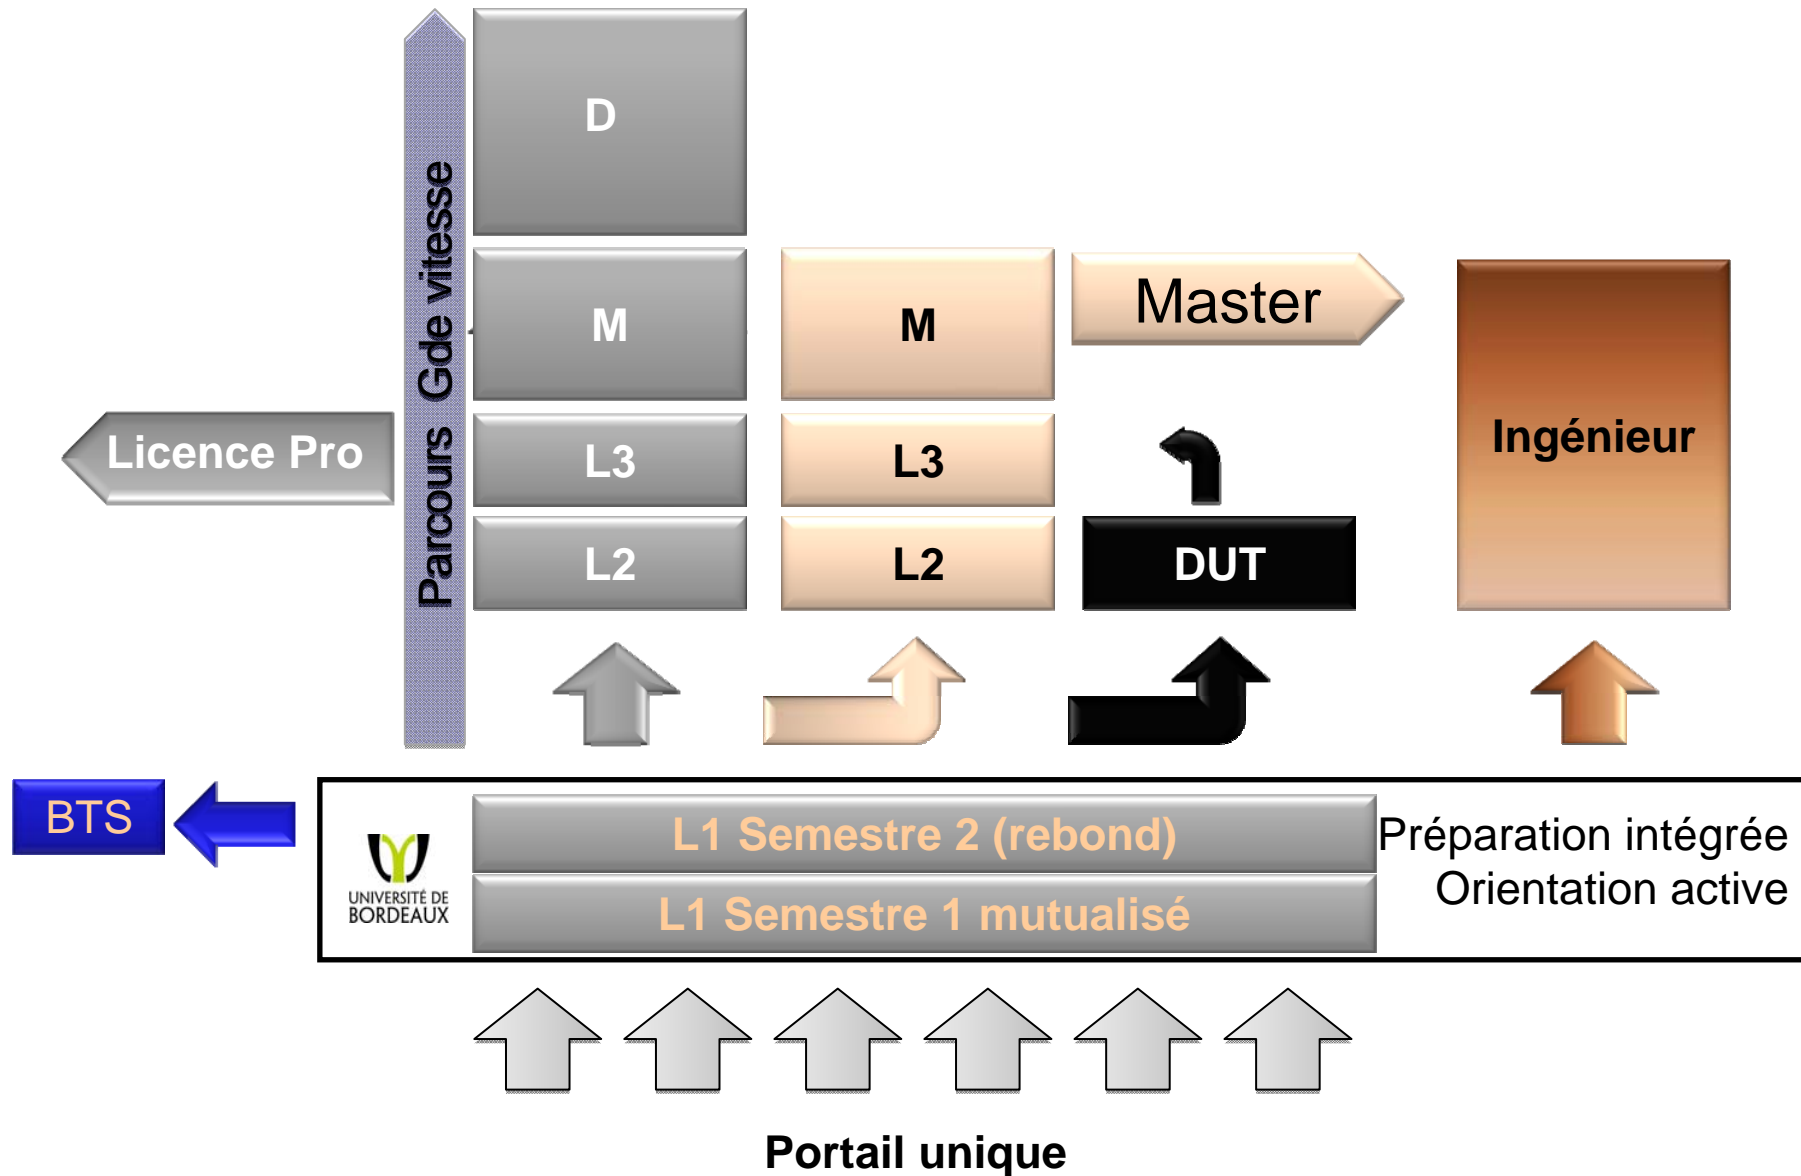 D
Parcours Gde vitesse
M
M
Master
Licence Pro
L3
L3
Ingénieur
L2
L2
DUT
BTS
L1 Semestre 2 (rebond)
Préparation intégrée
Orientation active
UNIVERSITÉ DE
BORDEAUX
L1 Semestre 1 mutualisé
Portail unique